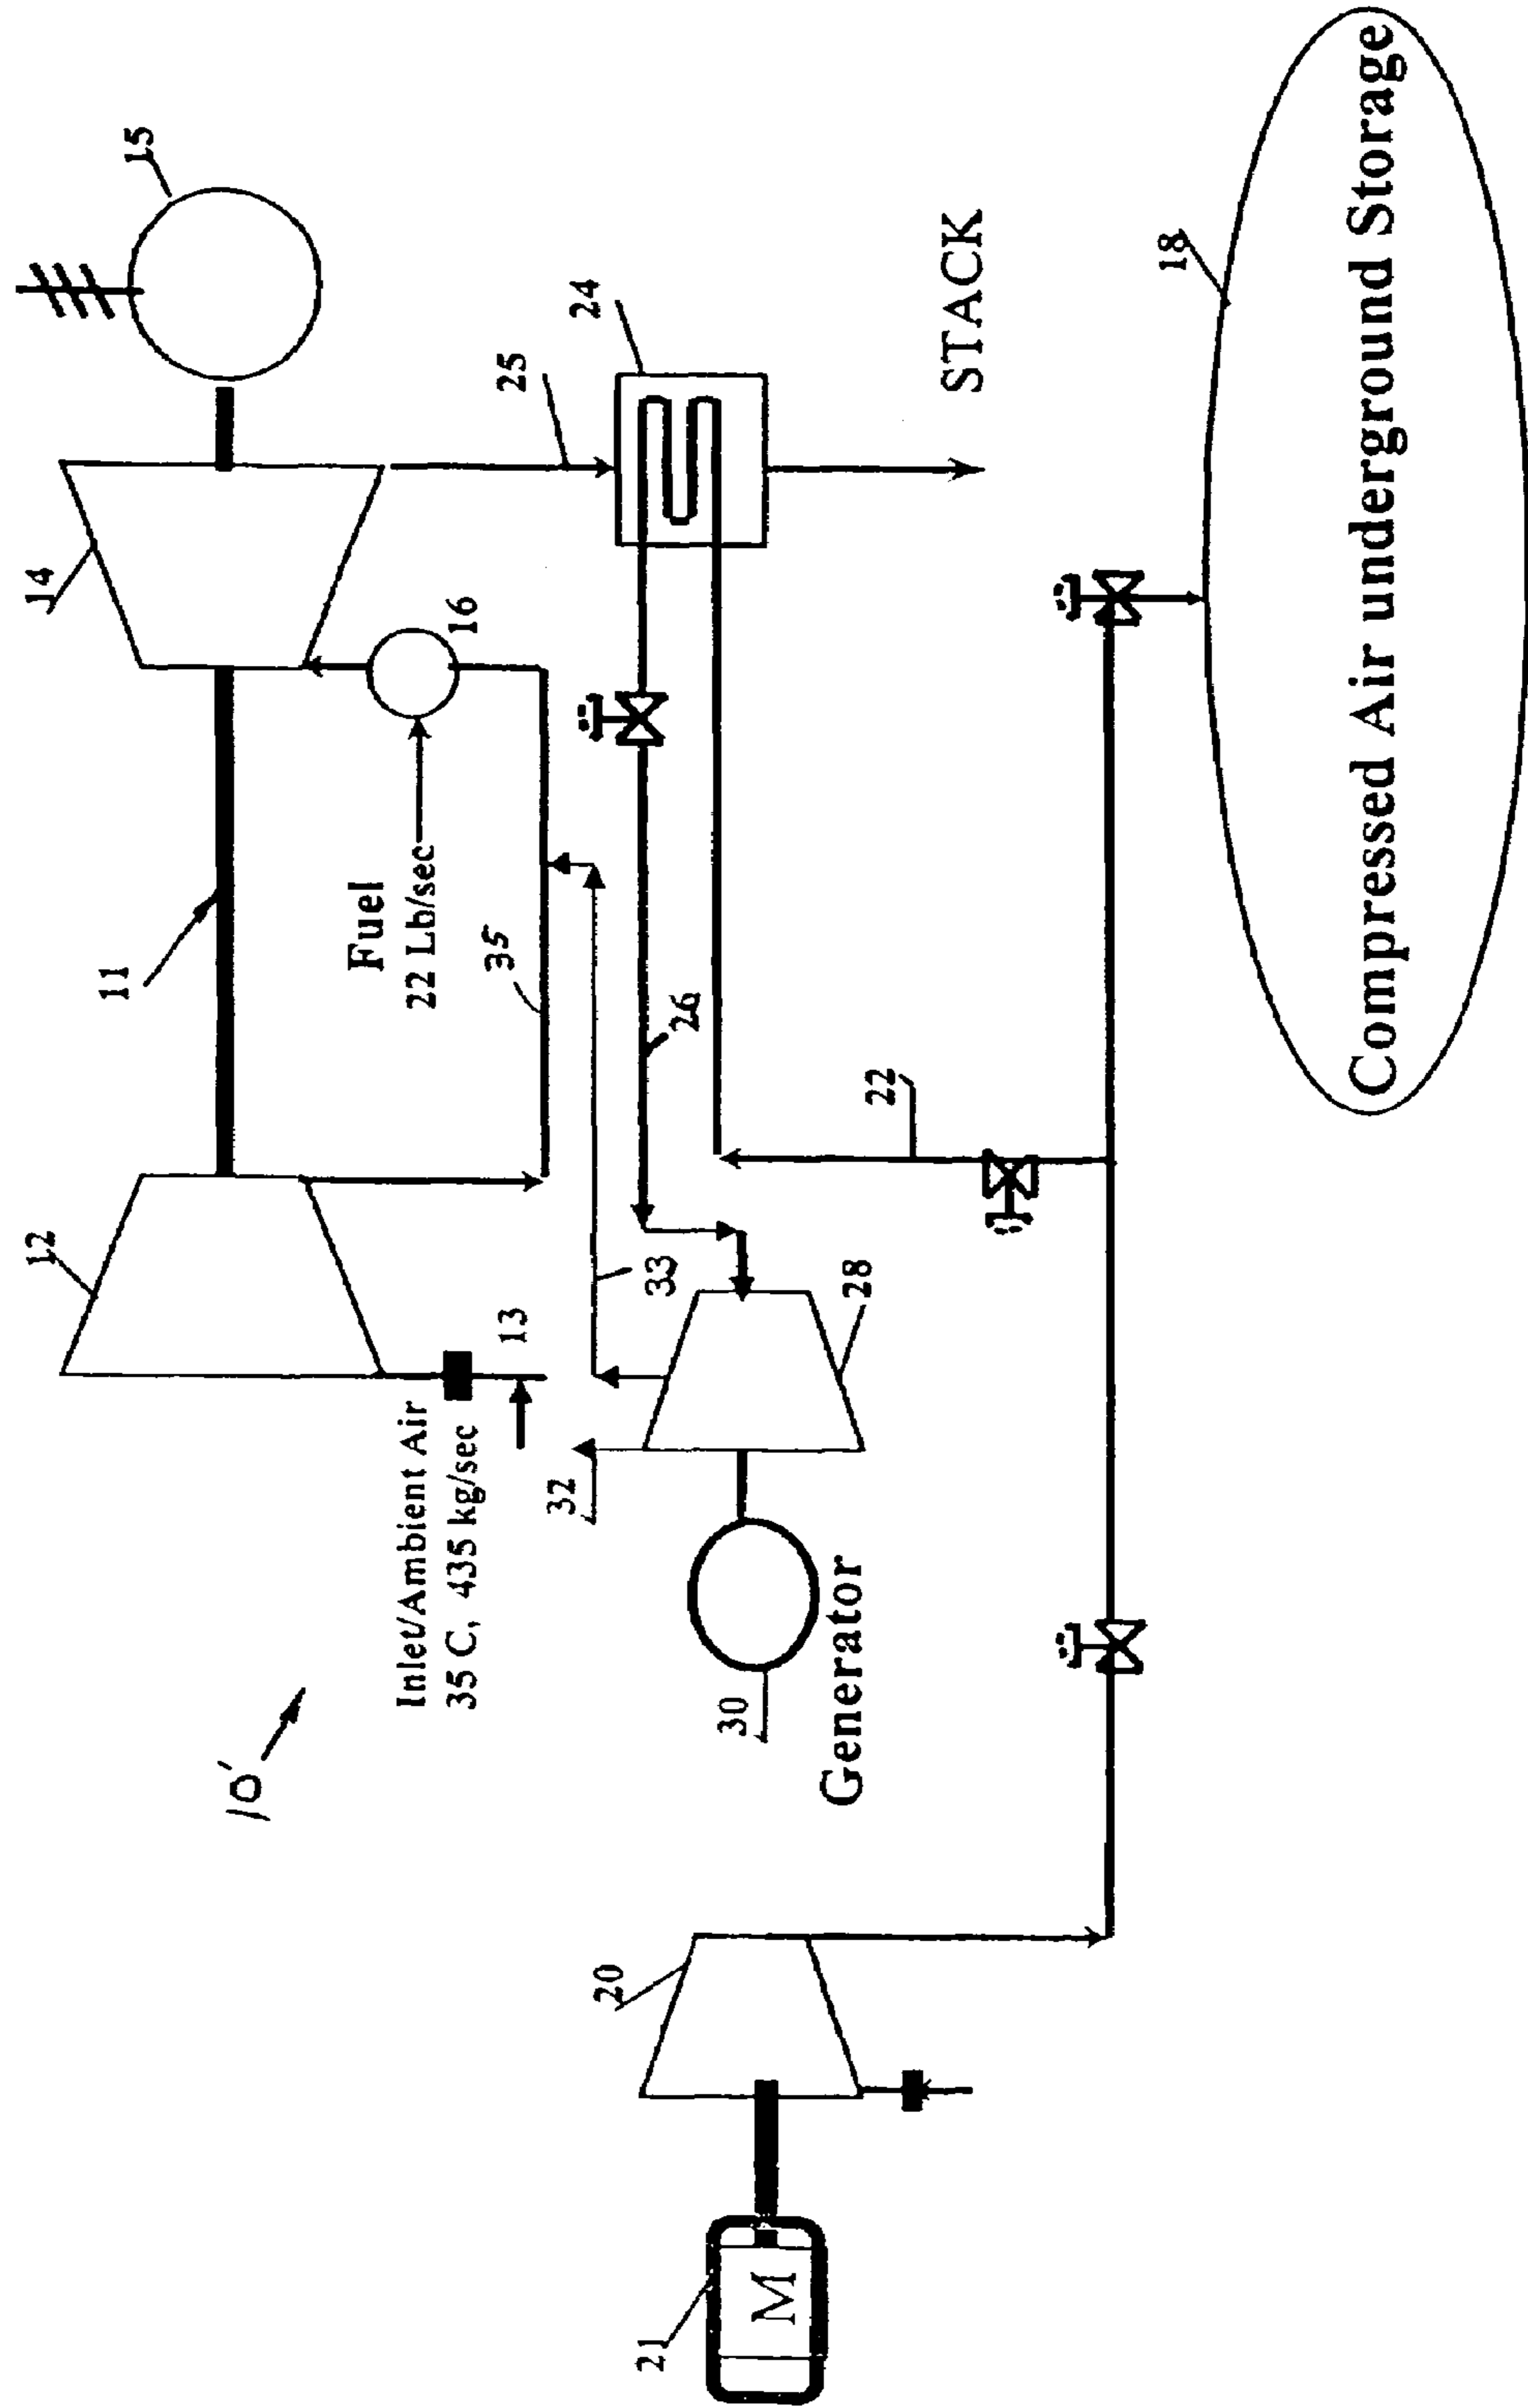 10'
12
11
14
15
Inlet/Ambient Air
35 C, 435 kg/sec
13
Fuel
22 Lb/sec
16
35
25
24
32
33
26
STACK
30
Generator
28
22
21
M
20
18
Compressed Air underground Storage